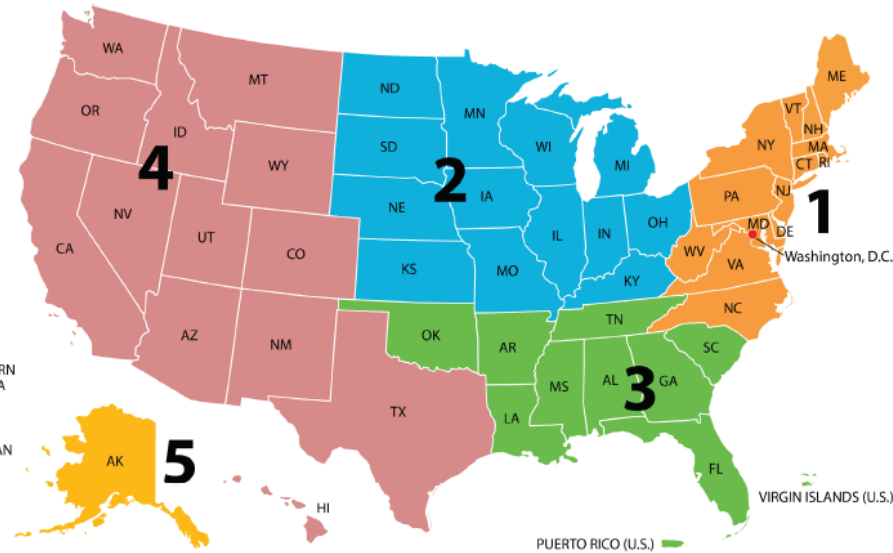 WA
MT
ND
MN
ME
OR
ID
SD
WI
MI
VT
NH
NY
MA
CT RI
4
WY
2
NE
IA
PA
NJ
1
NV
UT
CO
IL
IN
OH
MD
DE
Washington, D.C.
CA
KS
MO
KY
WV
VA
AZ
NM
OK
AR
TN
NC
SC
TX
MS
AL
3
GA
LA
FL
RN
A
AN
AK
5
HI
VIRGIN ISLANDS (U.S.)
PUERTO RICO (U.S.)